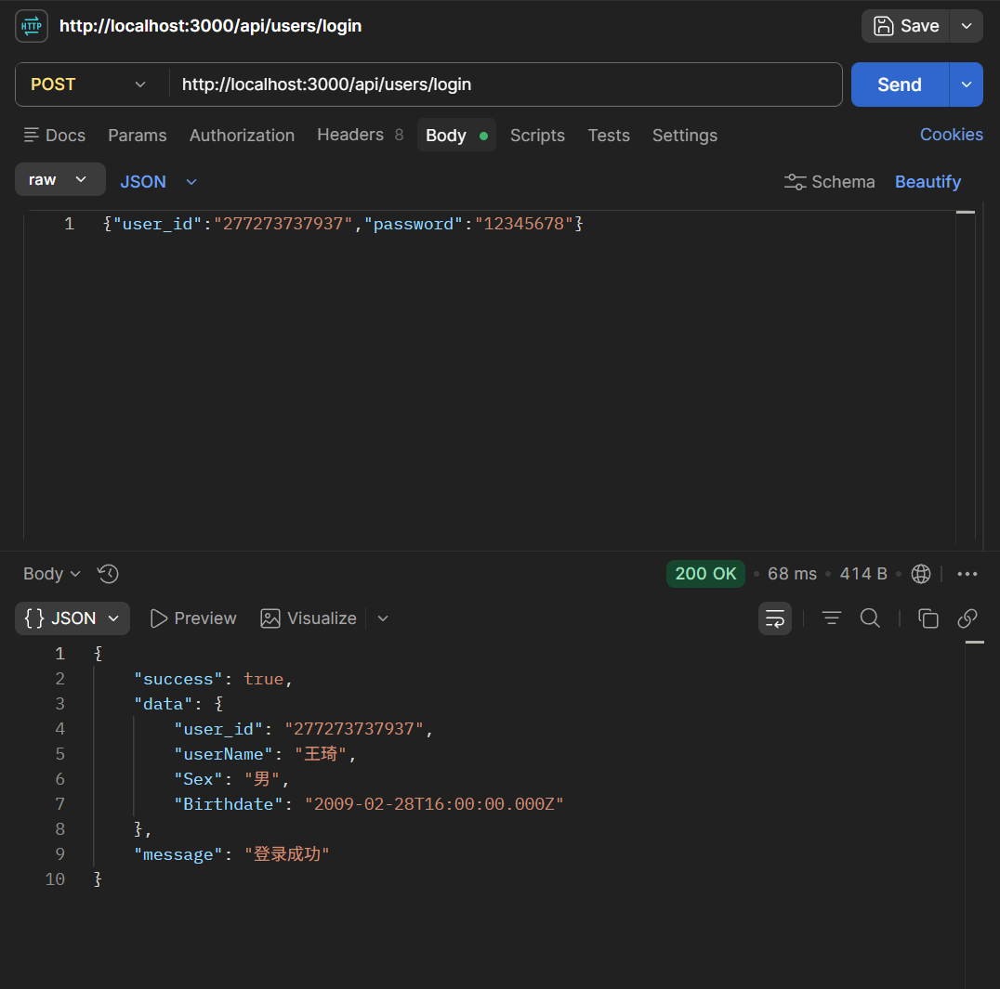 HTTP http://localhost:3000/api/users/login Save
POST http://localhost:3000/api/users/login Send
Docs Params Authorization Headers 8 Body Scripts Tests Settings Cookies
raw JSON Schema Beautify
1 {"user_id":"277273737937","password":"12345678"}
Body 200 OK 68 ms 414 B
{} JSON Preview Visualize
1 {
2 "success": true,
3 "data": {
4 "user_id": "277273737937",
5 "userName": "王琦",
6 "Sex": "男",
7 "Birthdate": "2009-02-28T16:00:00.000Z"
8 },
9 "message": "登录成功"
10 }